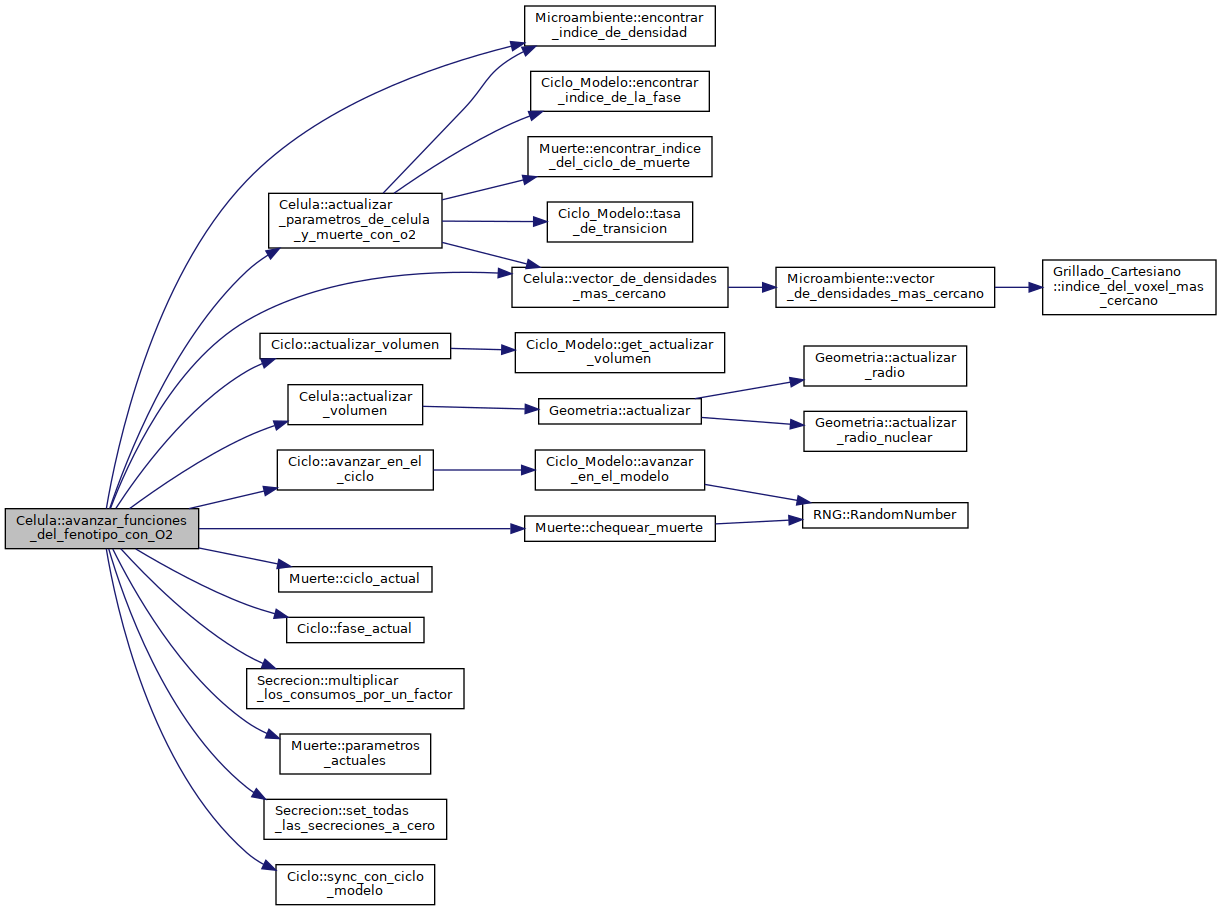 Microambiente::encontrar
_indice_de_densidad
Ciclo_Modelo::encontrar
_indice_de_la_fase
Muerte::encontrar_indice
_del_ciclo_de_muerte
Celula::actualizar
_parametros_de_celula
_y_muerte_con_o2
Ciclo_Modelo::tasa
_de_transicion
Celula::vector_de_densidades
_mas_cercano
Microambiente::vector
_de_densidades_mas_cercano
Grillado_Cartesiano
::indice_del_voxel_mas
_cercano
Ciclo::actualizar_volumen
Ciclo_Modelo::get_actualizar
_volumen
Geometria::actualizar
_radio
Celula::actualizar
_volumen
Geometria::actualizar
Geometria::actualizar
_radio_nuclear
Ciclo::avanzar_en_el
_ciclo
Ciclo_Modelo::avanzar
_en_el_modelo
RNG::RandomNumber
Celula::avanzar_funciones
_del_fenotipo_con_O2
Muerte::chequear_muerte
Muerte::ciclo_actual
Ciclo::fase_actual
Secrecion::multiplicar
_los_consumos_por_un_factor
Muerte::parametros
_actuales
Secrecion::set_todas
_las_secreciones_a_cero
Ciclo::sync_con_ciclo
_modelo